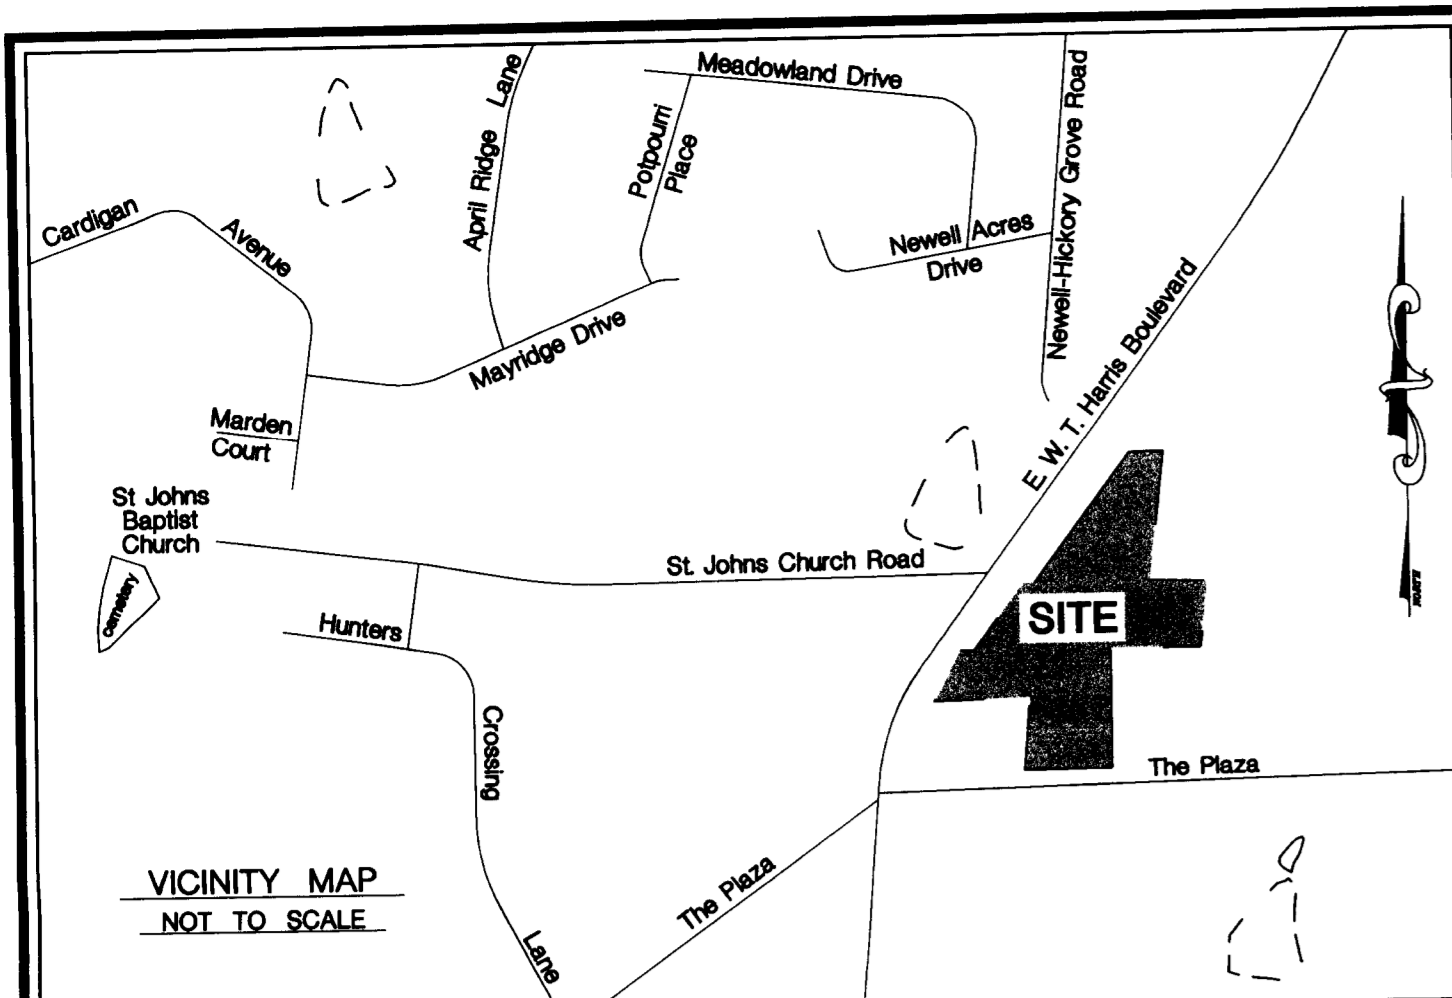 Meadowland Drive
April Ridge Lane
Potpourri
Place
Newell-Hickory Grove Road
Cardigan
Avenue
Newell Acres
Drive
E. W. T. Harris Boulevard
Mayridge Drive
Marden
Court
St Johns
Baptist
Church
cemetery
St. Johns Church Road
NORTH
SITE
Hunters
Crossing
Lane
The Plaza
The Plaza
VICINITY MAP
NOT TO SCALE